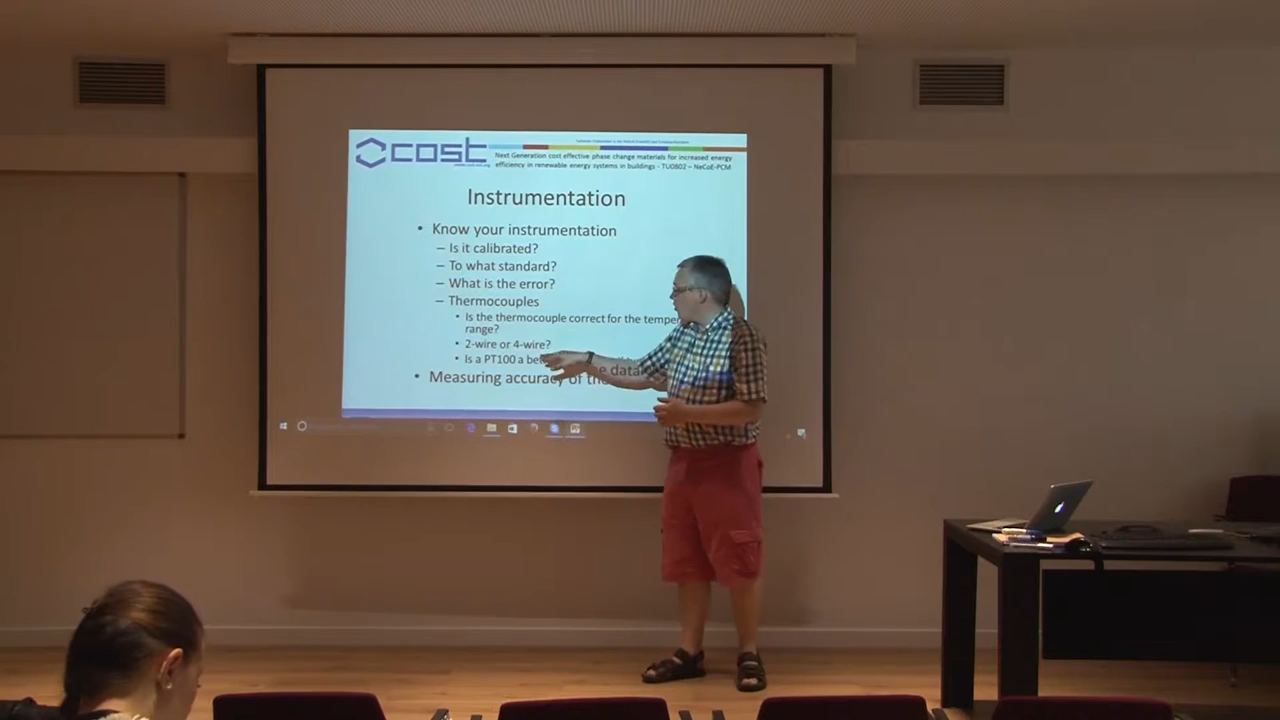 cost
Next Generation cost effective phase change materials for increased energy
efficiency in renewable energy systems in buildings - TU0802 – NeCoE-PCM
Instrumentation
• Know your instrumentation
– Is it calibrated?
– To what standard?
– What is the error?
– Thermocouples
• Is the thermocouple correct for the temper
range?
• 2-wire or 4-wire?
• Is a PT100 a bet
• Measuring accuracy of the data